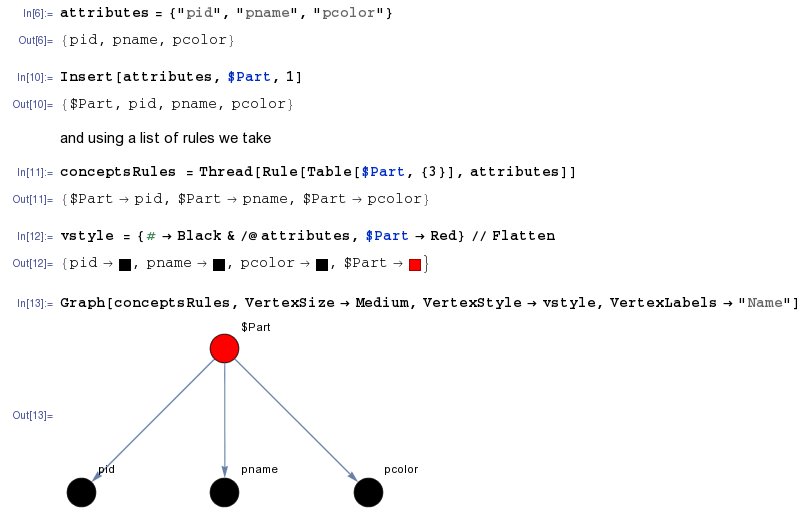 In[6]:= attributes = {"pid", "pname", "pcolor"}
Out[6]= {pid, pname, pcolor}
In[10]:= Insert[attributes, $Part, 1]
Out[10]= {$Part, pid, pname, pcolor}
and using a list of rules we take
In[11]:= conceptsRules = Thread[Rule[Table[$Part, {3}], attributes]]
Out[11]= {$Part → pid, $Part → pname, $Part → pcolor}
In[12]:= vstyle = {# → Black & /@ attributes, $Part → Red} // Flatten
Out[12]= {pid → ■, pname → ■, pcolor → ■, $Part → ■}
In[13]:= Graph[conceptsRules, VertexSize → Medium, VertexStyle → vstyle, VertexLabels → "Name"]
$Part
Out[13]=
pid pname pcolor